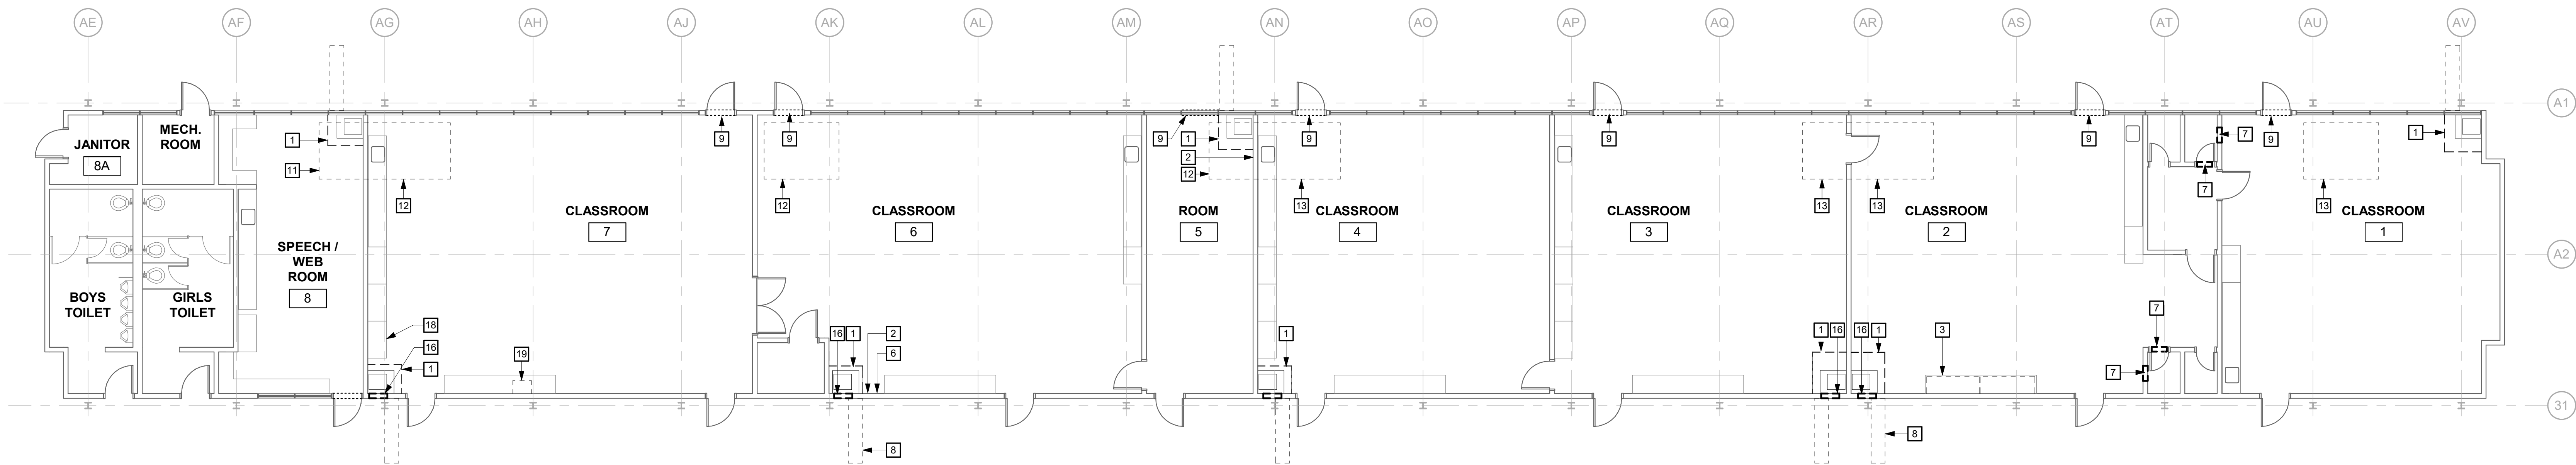 AE AF AG AH AJ AK AL AM AN AO AP AQ AR AS AT AU AV
A1
JANITOR
8A
MECH.
ROOM
1
11
12
9
9
12
9
1
2
12
9
13
9
13
13
9
7
7
9
13
1
BOYS
TOILET
GIRLS
TOILET
SPEECH /
WEB
ROOM
8
CLASSROOM
7
CLASSROOM
6
ROOM
5
CLASSROOM
4
CLASSROOM
3
CLASSROOM
2
CLASSROOM
1
A2
18
16
1
19
16
1
2
6
8
1
1
16
16
1
8
3
7
7
31